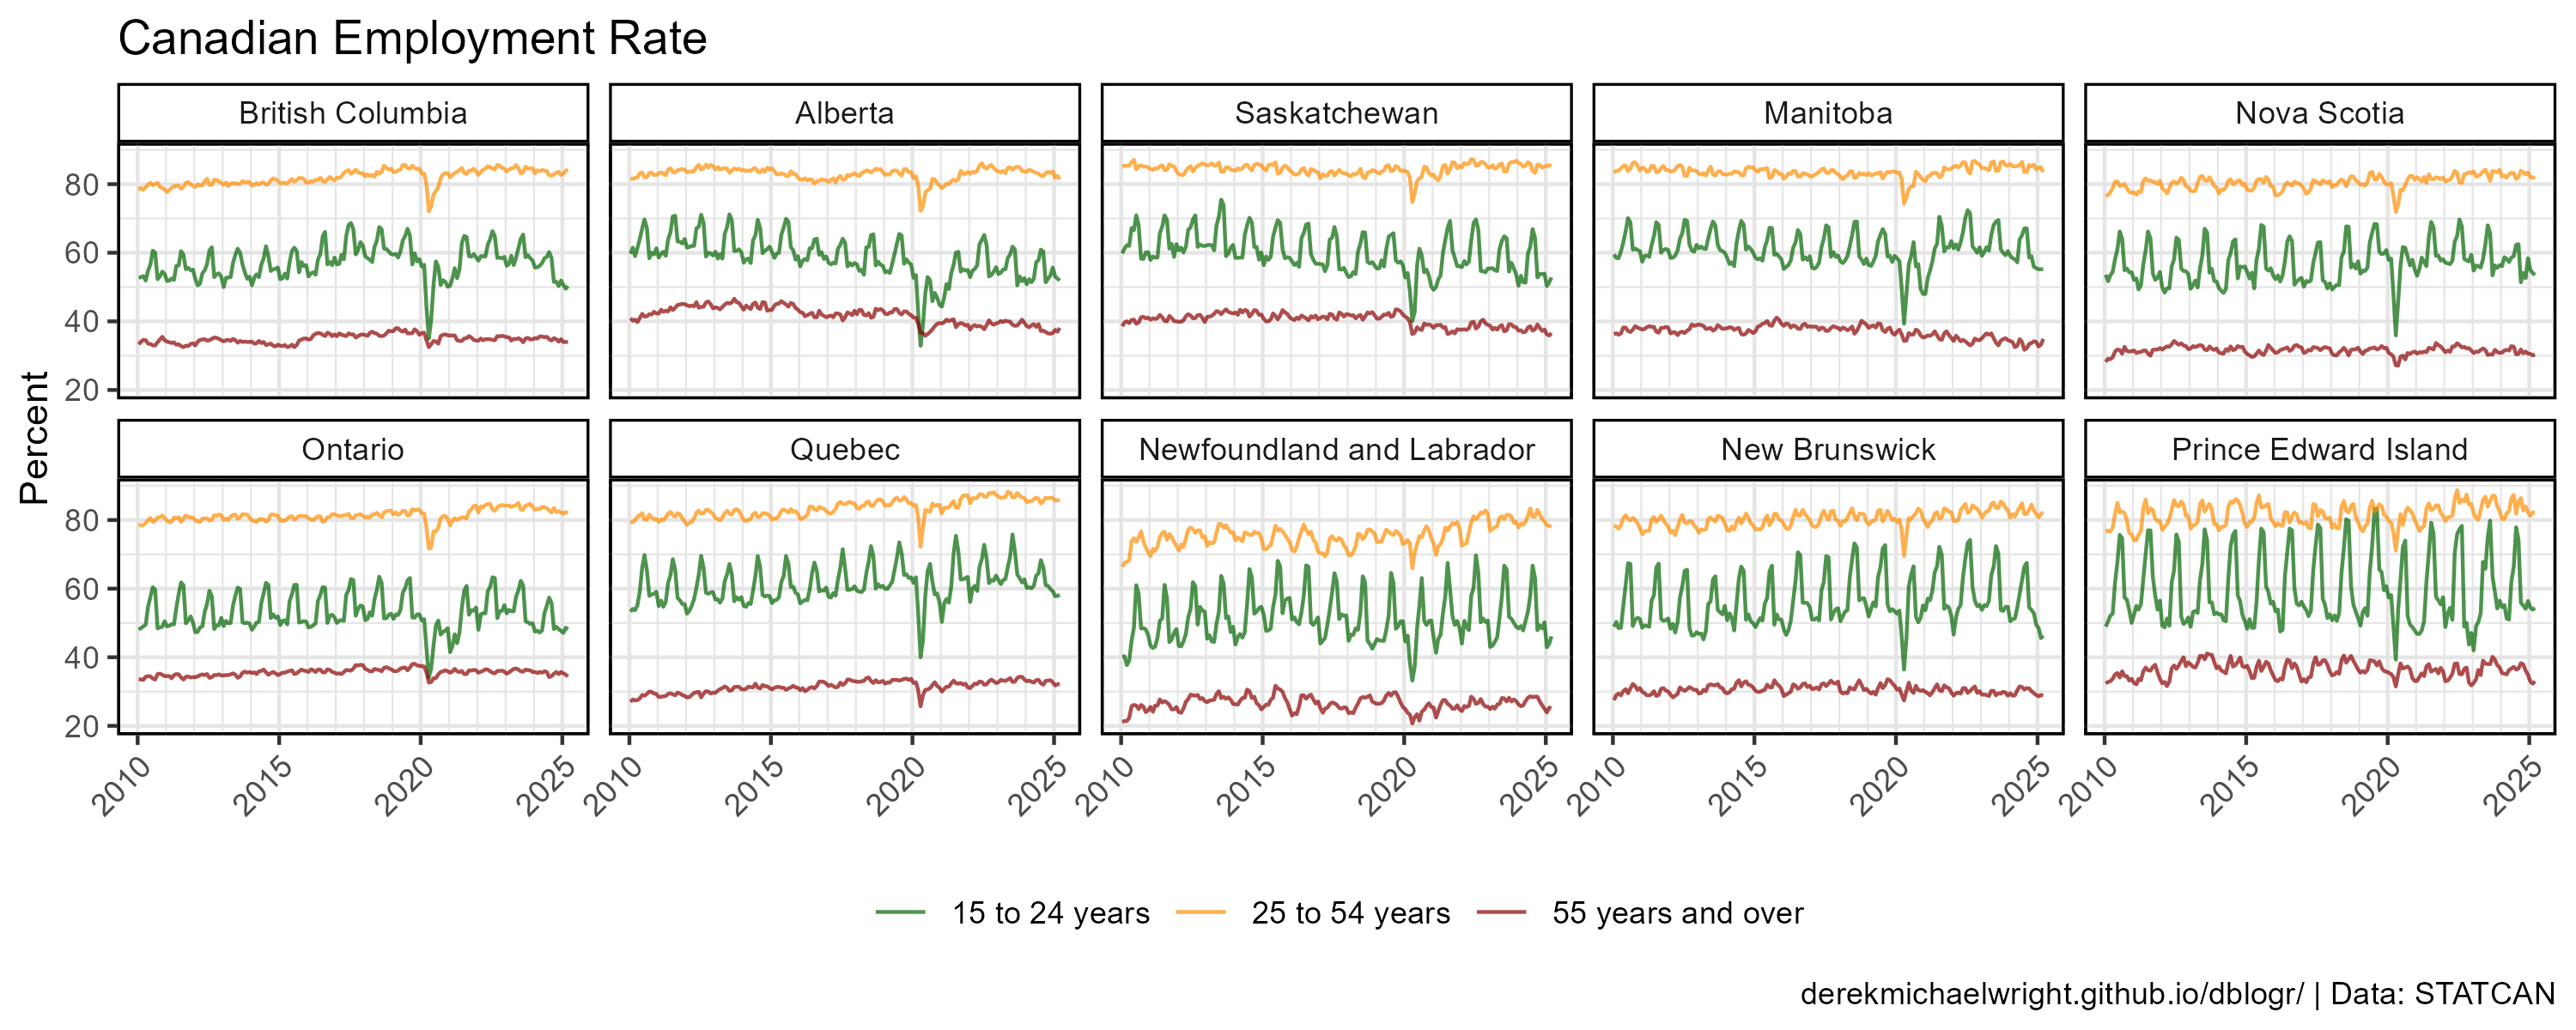 Canadian Employment Rate
British Columbia
Alberta
Saskatchewan
Manitoba
Nova Scotia
80
60
40
20
Percent
Ontario
Quebec
Newfoundland and Labrador
New Brunswick
Prince Edward Island
80
60
40
20
2010 2015 2020 2025
2010 2015 2020 2025
2010 2015 2020 2025
2010 2015 2020 2025
2010 2015 2020 2025
15 to 24 years
25 to 54 years
55 years and over
derekmichaelwright.github.io/dblogr/ | Data: STATCAN